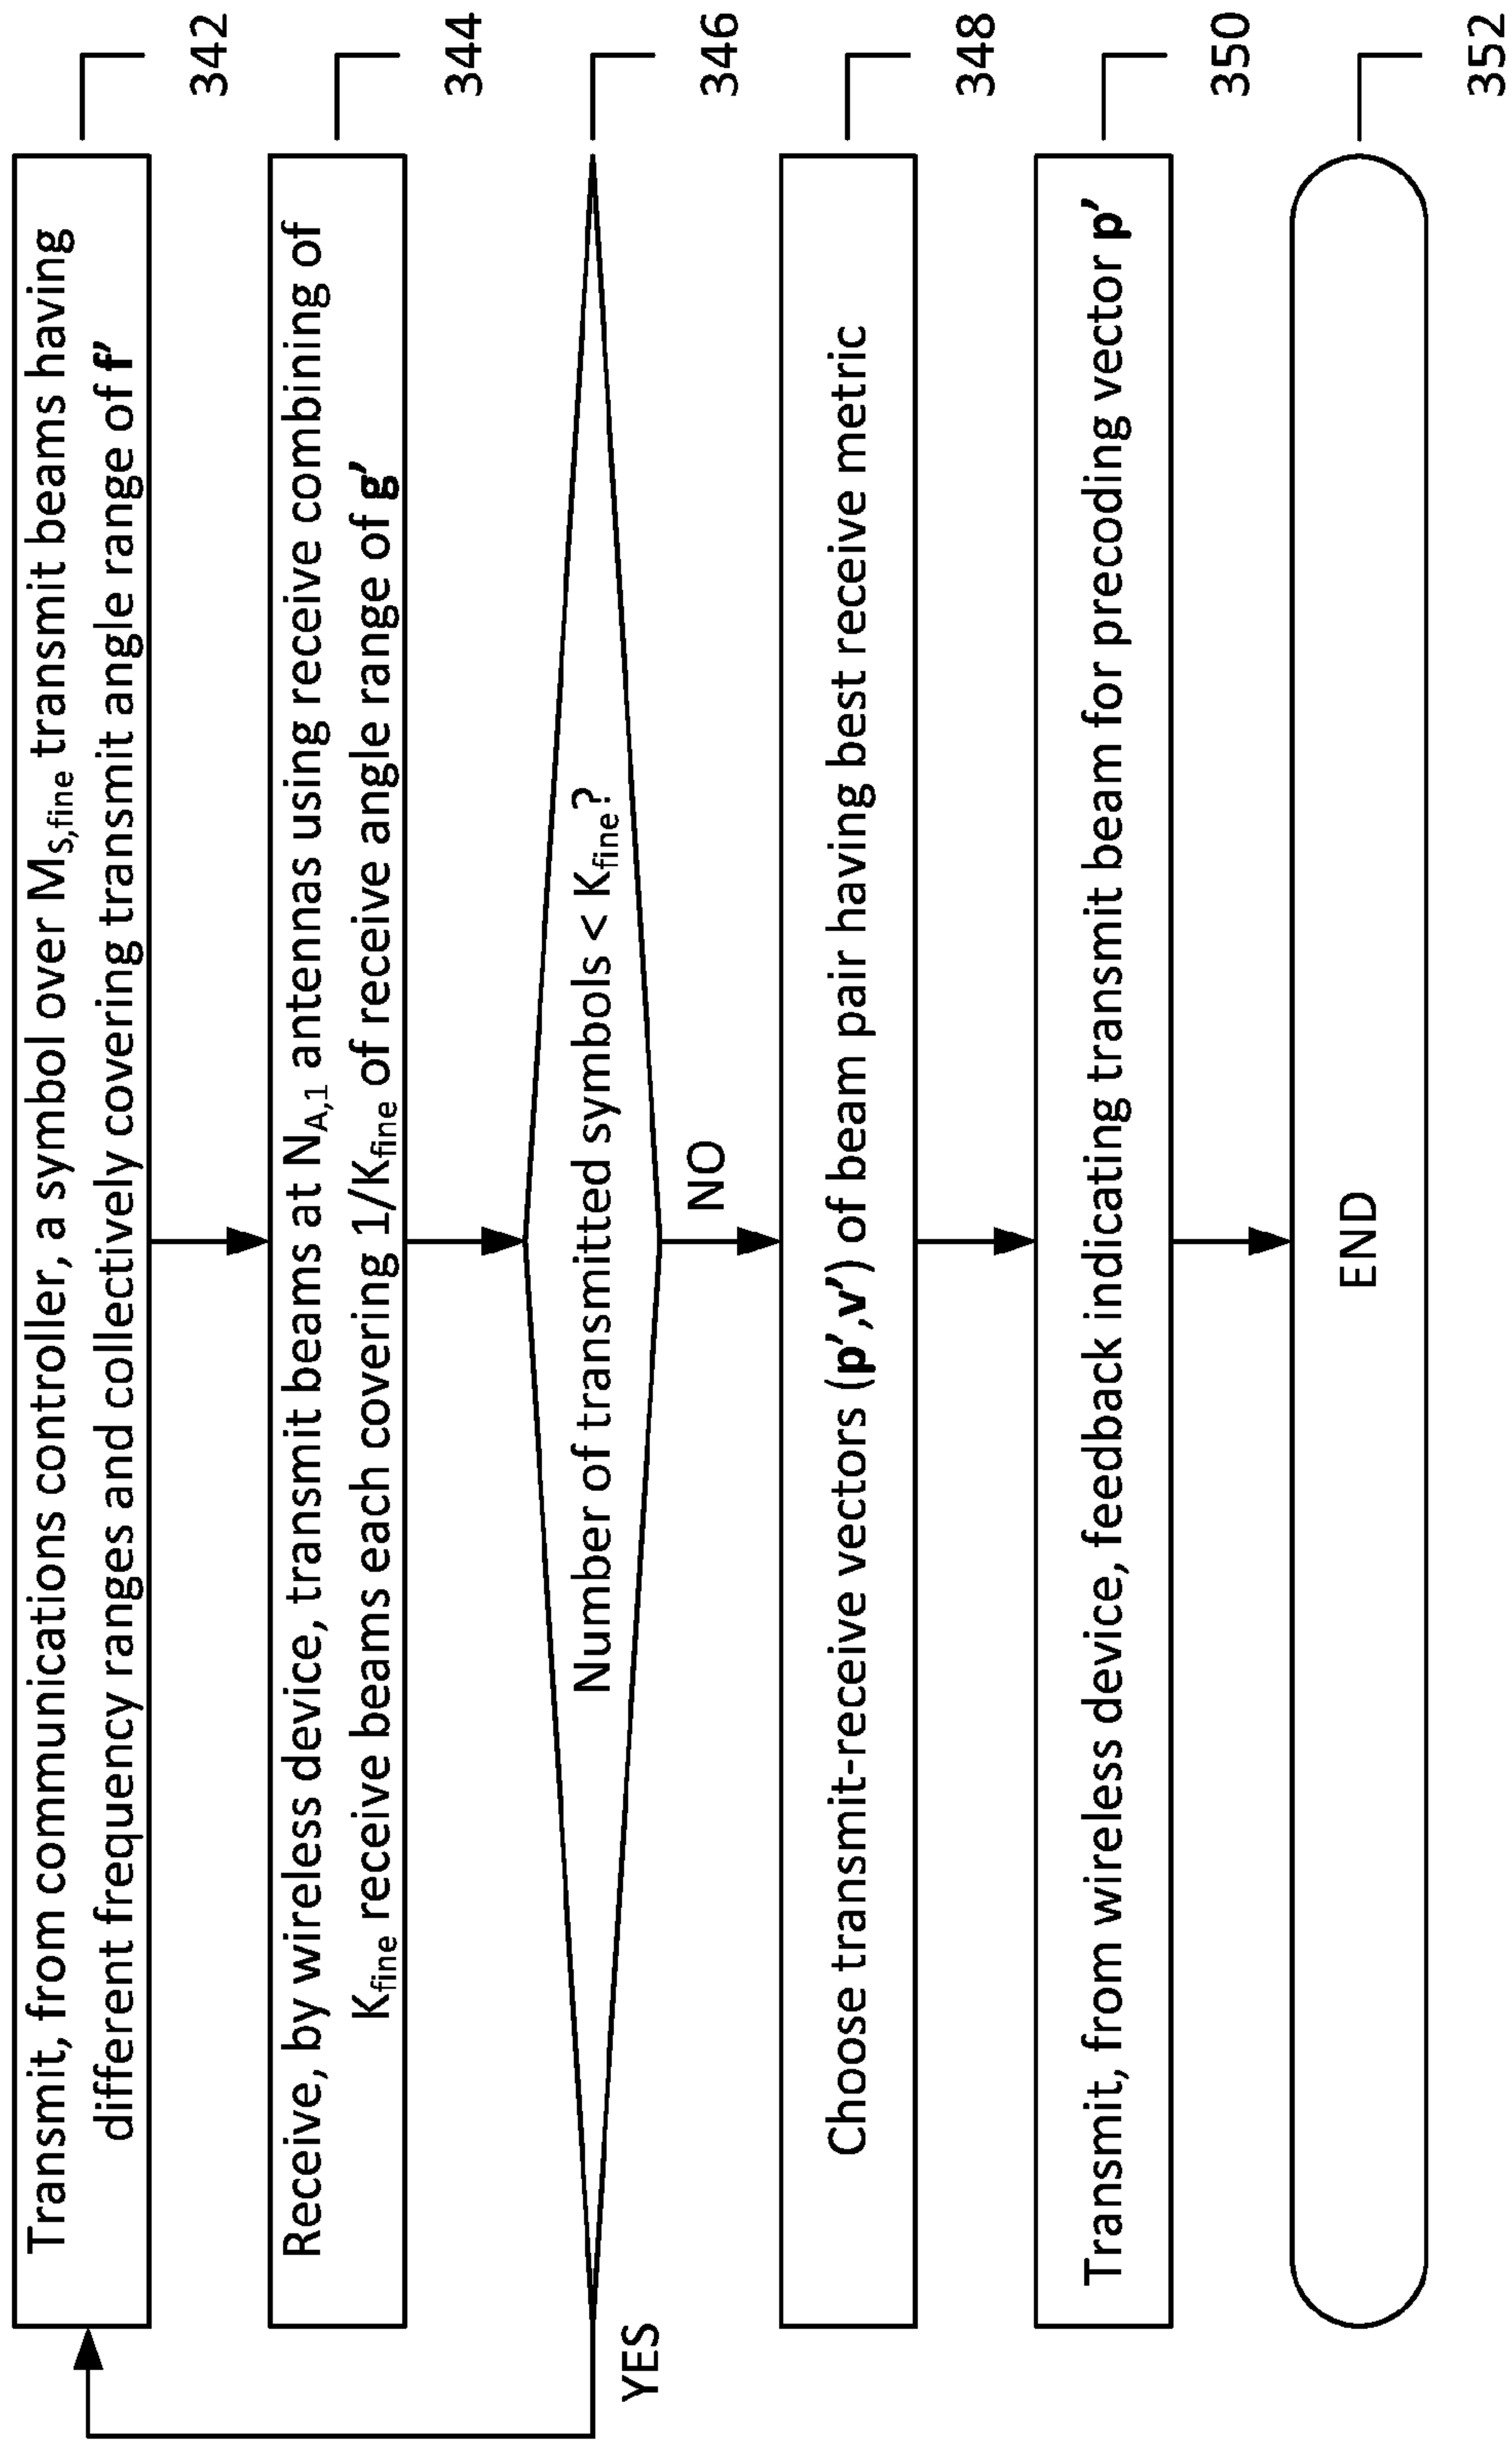 Transmit, from communications controller, a symbol over M_S,fine transmit beams having
different frequency ranges and collectively covering transmit angle range of f'
342
Receive, by wireless device, transmit beams at N_A,1 antennas using receive combining of
K_fine receive beams each covering 1/K_fine of receive angle range of g'
344
Number of transmitted symbols < K_fine?
346
YES
NO
Choose transmit-receive vectors (p',v') of beam pair having best receive metric
348
Transmit, from wireless device, feedback indicating transmit beam for precoding vector p'
350
END
352